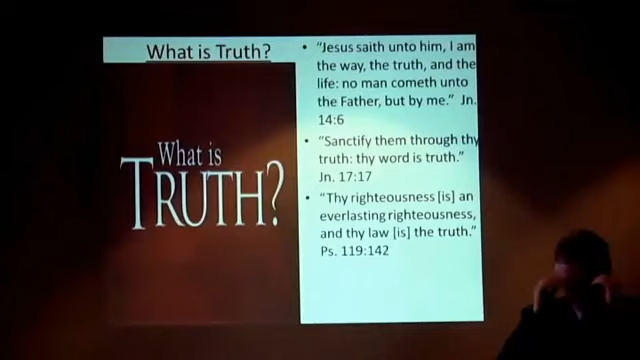 What is Truth?
What is
TRUTH?
• "Jesus saith unto him, I am
the way, the truth, and the
life: no man cometh unto
the Father, but by me." Jn.
14:6
• "Sanctify them through thy
truth: thy word is truth."
Jn. 17:17
• "Thy righteousness [is] an
everlasting righteousness,
and thy law [is] the truth."
Ps. 119:142